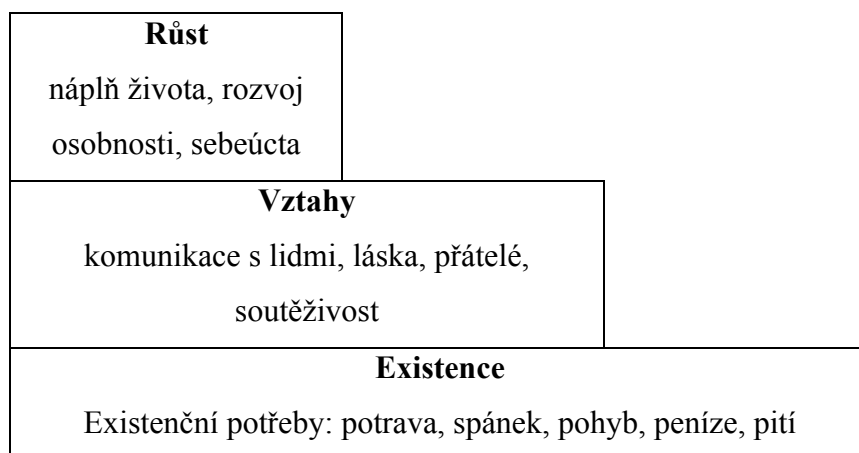 Růst
náplň života, rozvoj
osobnosti, sebeúcta
Vztahy
komunikace s lidmi, láska, přátelé,
soutěživost
Existence
Existenční potřeby: potrava, spánek, pohyb, peníze, pití